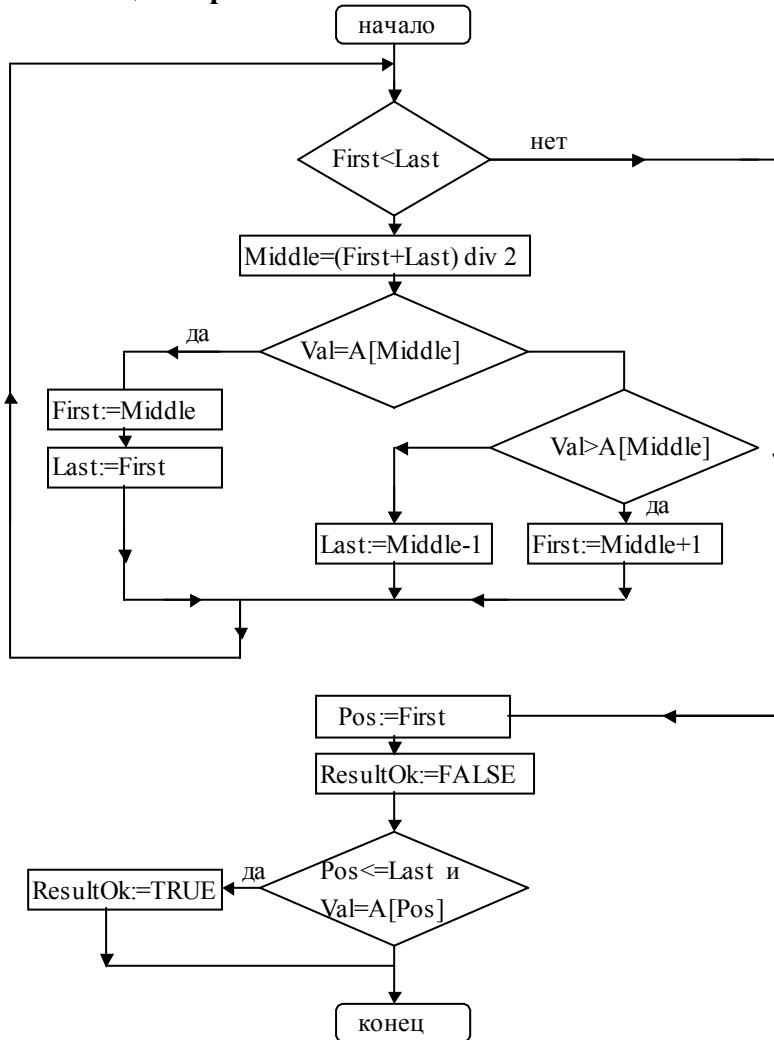 начало
First<Last
нет
Middle=(First+Last) div 2
да
Val=A[Middle]
First:=Middle
Last:=First
Val>A[Middle]
да
Last:=Middle-1
First:=Middle+1
Pos:=First
ResultOk:=FALSE
да
Pos<=Last и
Val=A[Pos]
ResultOk:=TRUE
конец